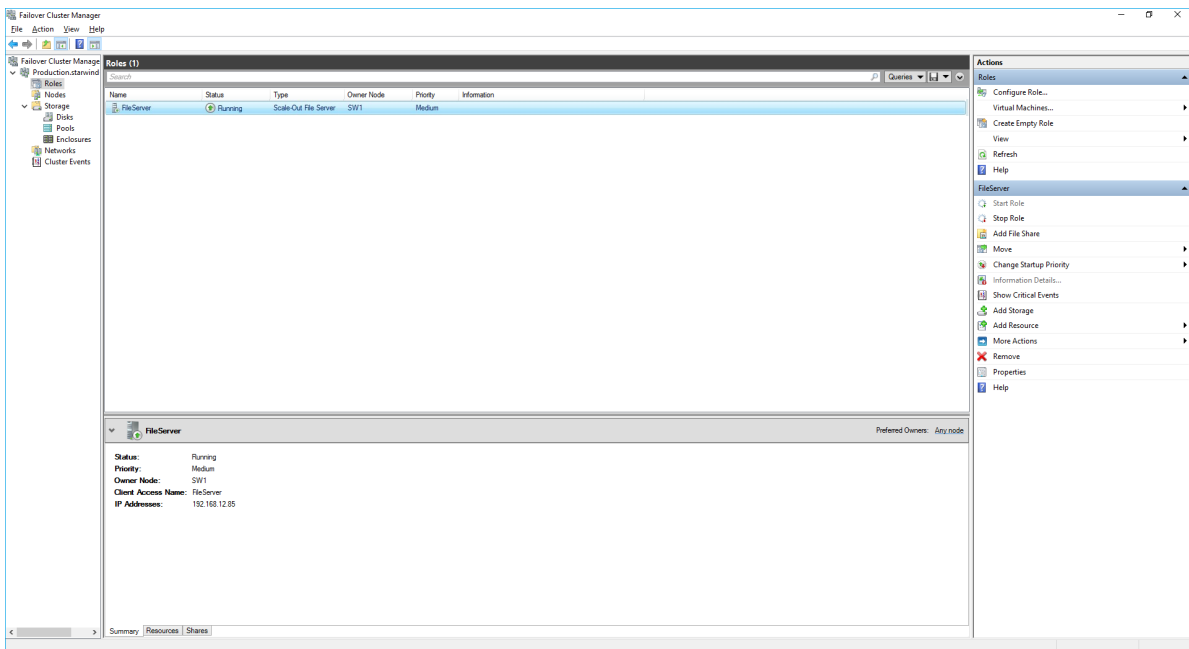 Failover Cluster Manager
File Action View Help
Failover Cluster Manage
Production.starwind
Roles
Nodes
Storage
Disks
Pools
Enclosures
Networks
Cluster Events
Roles (1)
Search
Queries
Name Status Type Owner Node Priority Information
FileServer Running Scale-Out File Server SW1 Medium
FileServer
Preferred Owners: Any node
Status: Running
Priority: Medium
Owner Node: SW1
Client Access Name: FileServer
IP Addresses: 192.168.12.85
Summary Resources Shares
Actions
Roles
Configure Role...
Virtual Machines...
Create Empty Role
View
Refresh
Help
FileServer
Start Role
Stop Role
Add File Share
Move
Change Startup Priority
Information Details...
Show Critical Events
Add Storage
Add Resource
More Actions
Remove
Properties
Help